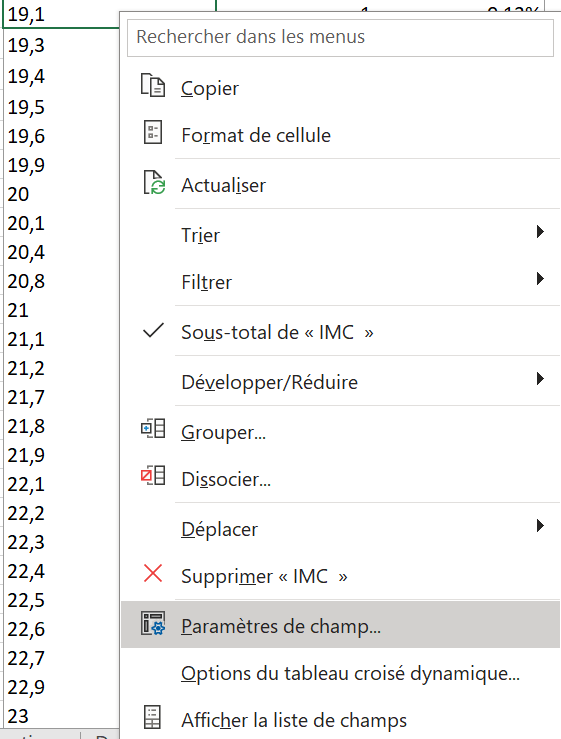 19,1
19,3
19,4
19,5
19,6
19,9
20
20,1
20,4
20,8
21
21,1
21,2
21,7
21,8
21,9
22,1
22,2
22,3
22,4
22,5
22,6
22,7
22,9
23
Rechercher dans les menus
Copier
Format de cellule
Actualiser
Trier
Filtrer
Sous-total de « IMC »
Développer/Réduire
Grouper...
Dissocier...
Déplacer
Supprimer « IMC »
Paramètres de champ...
Options du tableau croisé dynamique...
Afficher la liste de champs